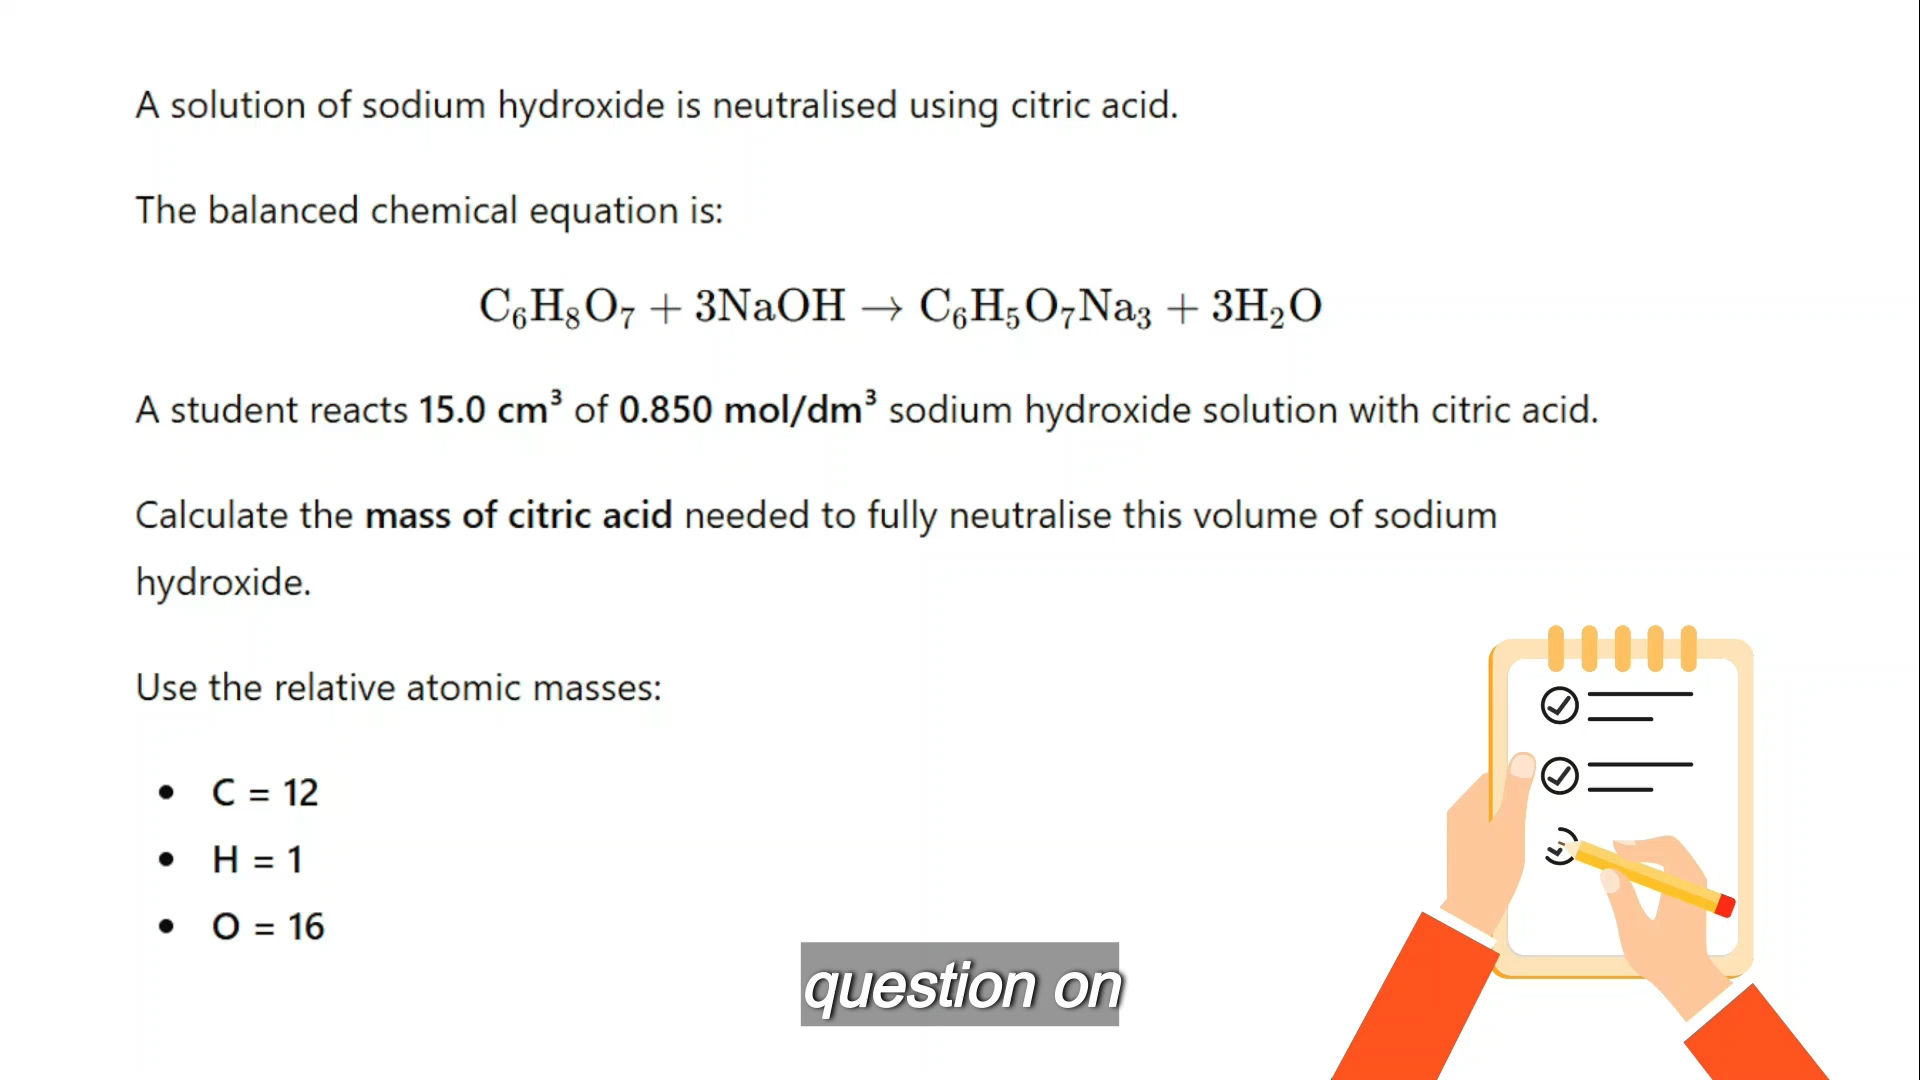 A solution of sodium hydroxide is neutralised using citric acid.
The balanced chemical equation is:
C₆H₈O₇ + 3NaOH → C₆H₅O₇Na₃ + 3H₂O
A student reacts 15.0 cm³ of 0.850 mol/dm³ sodium hydroxide solution with citric acid.
Calculate the mass of citric acid needed to fully neutralise this volume of sodium
hydroxide.
Use the relative atomic masses:
• C = 12
• H = 1
• O = 16
question on